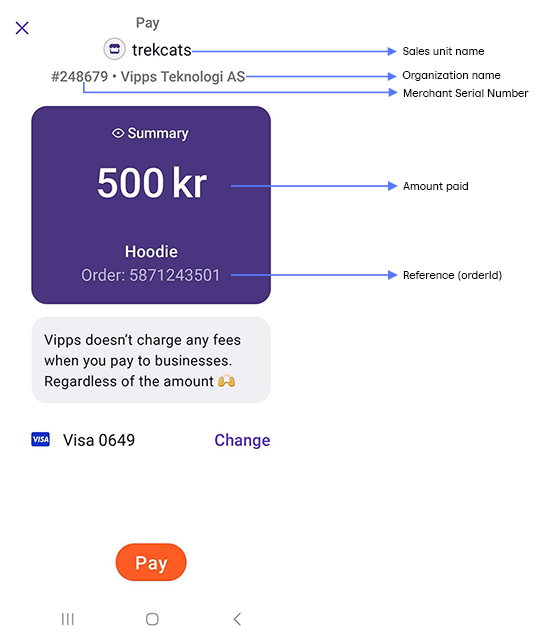 Pay
trekcats
Sales unit name
#248679 • Vipps Teknologi AS
Organization name
Merchant Serial Number
Summary
500 kr
Amount paid
Hoodie
Order: 5871243501
Reference (orderId)
Vipps doesn’t charge any fees
when you pay to businesses.
Regardless of the amount 🙌
VISA
Visa 0649
Change
Pay